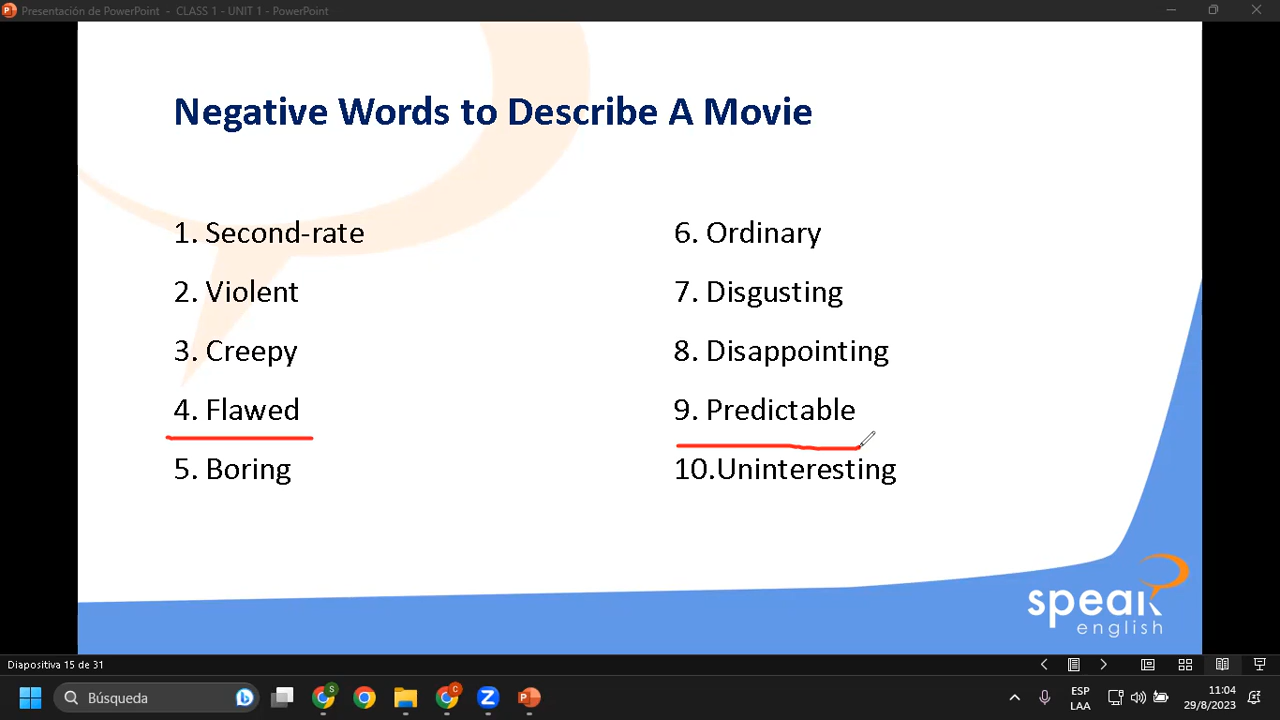 Presentación de PowerPoint - CLASS 1 - UNIT 1 - PowerPoint
Negative Words to Describe A Movie
1. Second-rate
2. Violent
3. Creepy
4. Flawed
5. Boring
6. Ordinary
7. Disgusting
8. Disappointing
9. Predictable
10.Uninteresting
speak
english
Diapositiva 15 de 31
Búsqueda
S
C
ESP
LAA
11:04
29/8/2023